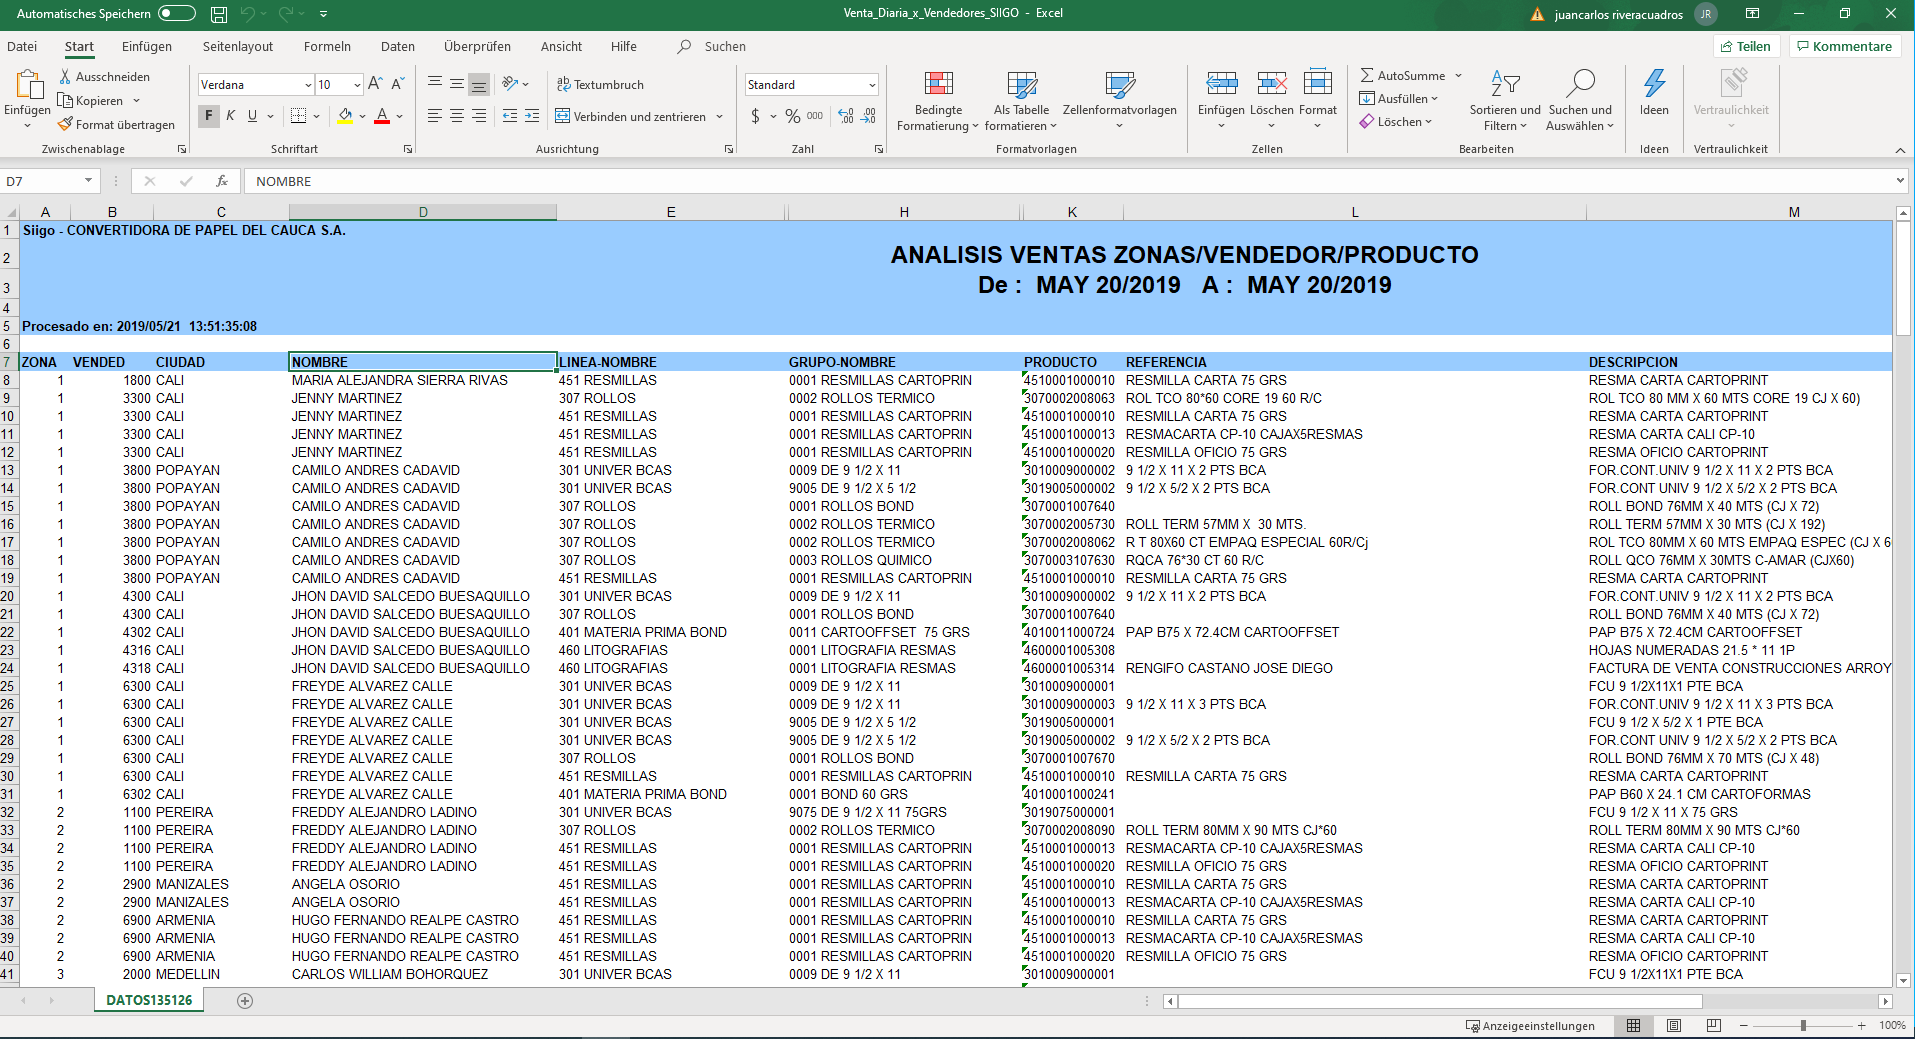 Automatisches Speichern
Venta_Diaria_x_Vendedores_SIIGO - Excel
juancarlos riveracuadros JR
Datei Start Einfügen Seitenlayout Formeln Daten Überprüfen Ansicht Hilfe Suchen Teilen Kommentare
Einfügen
Ausschneiden
Kopieren
Format übertragen
Zwischenablage
Verdana 10
F K U
Schriftart
Textumbruch
Verbinden und zentrieren
Ausrichtung
Standard
$ % 000
Zahl
Bedingte Formatierung
Als Tabelle formatieren
Zellenformatvorlagen
Formatvorlagen
Einfügen Löschen Format
Zellen
AutoSumme
Ausfüllen
Löschen
Sortieren und Filtern
Suchen und Auswählen
Bearbeiten
Ideen
Ideen
Vertraulichkeit
Vertraulichkeit
D7 fx NOMBRE
A B C D E H K L M
1 Siigo - CONVERTIDORA DE PAPEL DEL CAUCA S.A.
2 ANALISIS VENTAS ZONAS/VENDEDOR/PRODUCTO
3 De : MAY 20/2019 A : MAY 20/2019
4
5 Procesado en: 2019/05/21 13:51:35:08
6
7 ZONA VENDED CIUDAD NOMBRE LINEA-NOMBRE GRUPO-NOMBRE PRODUCTO REFERENCIA DESCRIPCION
8 1 1800 CALI MARIA ALEJANDRA SIERRA RIVAS 451 RESMILLAS 0001 RESMILLAS CARTOPRIN 4510001000010 RESMILLA CARTA 75 GRS RESMA CARTA CARTOPRINT
9 1 3300 CALI JENNY MARTINEZ 307 ROLLOS 0002 ROLLOS TERMICO 3070002008063 ROL TCO 80*60 CORE 19 60 R/C ROL TCO 80 MM X 60 MTS CORE 19 CJ X 60)
10 1 3300 CALI JENNY MARTINEZ 451 RESMILLAS 0001 RESMILLAS CARTOPRIN 4510001000010 RESMILLA CARTA 75 GRS RESMA CARTA CARTOPRINT
11 1 3300 CALI JENNY MARTINEZ 451 RESMILLAS 0001 RESMILLAS CARTOPRIN 4510001000013 RESMACARTA CP-10 CAJAX5RESMAS RESMA CARTA CALI CP-10
12 1 3300 CALI JENNY MARTINEZ 451 RESMILLAS 0001 RESMILLAS CARTOPRIN 4510001000020 RESMILLA OFICIO 75 GRS RESMA OFICIO CARTOPRINT
13 1 3800 POPAYAN CAMILO ANDRES CADAVID 301 UNIVER BCAS 0009 DE 9 1/2 X 11 3010009000002 9 1/2 X 11 X 2 PTS BCA FOR.CONT.UNIV 9 1/2 X 11 X 2 PTS BCA
14 1 3800 POPAYAN CAMILO ANDRES CADAVID 301 UNIVER BCAS 9005 DE 9 1/2 X 5 1/2 3019005000002 9 1/2 X 5/2 X 2 PTS BCA FOR.CONT UNIV 9 1/2 X 5/2 X 2 PTS BCA
15 1 3800 POPAYAN CAMILO ANDRES CADAVID 307 ROLLOS 0001 ROLLOS BOND 3070001007640 ROLL BOND 76MM X 40 MTS (CJ X 72)
16 1 3800 POPAYAN CAMILO ANDRES CADAVID 307 ROLLOS 0002 ROLLOS TERMICO 3070002005730 ROLL TERM 57MM X 30 MTS. ROLL TERM 57MM X 30 MTS (CJ X 192)
17 1 3800 POPAYAN CAMILO ANDRES CADAVID 307 ROLLOS 0002 ROLLOS TERMICO 3070002008062 R T 80X60 CT EMPAQ ESPECIAL 60R/Cj ROL TCO 80MM X 60 MTS EMPAQ ESPEC (CJ X 6
18 1 3800 POPAYAN CAMILO ANDRES CADAVID 307 ROLLOS 0003 ROLLOS QUIMICO 3070003107630 RQCA 76*30 CT 60 R/C ROLL QCO 76MM X 30MTS C-AMAR (CJX60)
19 1 3800 POPAYAN CAMILO ANDRES CADAVID 451 RESMILLAS 0001 RESMILLAS CARTOPRIN 4510001000010 RESMILLA CARTA 75 GRS RESMA CARTA CARTOPRINT
20 1 4300 CALI JHON DAVID SALCEDO BUESAQUILLO 301 UNIVER BCAS 0009 DE 9 1/2 X 11 3010009000002 9 1/2 X 11 X 2 PTS BCA FOR.CONT.UNIV 9 1/2 X 11 X 2 PTS BCA
21 1 4300 CALI JHON DAVID SALCEDO BUESAQUILLO 307 ROLLOS 0001 ROLLOS BOND 3070001007640 ROLL BOND 76MM X 40 MTS (CJ X 72)
22 1 4302 CALI JHON DAVID SALCEDO BUESAQUILLO 401 MATERIA PRIMA BOND 0011 CARTOOFFSET 75 GRS 4010011000724 PAP B75 X 72.4CM CARTOOFFSET PAP B75 X 72.4CM CARTOOFFSET
23 1 4316 CALI JHON DAVID SALCEDO BUESAQUILLO 460 LITOGRAFIAS 0001 LITOGRAFIA RESMAS 4600001005308 HOJAS NUMERADAS 21.5 * 11 1P
24 1 4318 CALI JHON DAVID SALCEDO BUESAQUILLO 460 LITOGRAFIAS 0001 LITOGRAFIA RESMAS 4600001005314 RENGIFO CASTANO JOSE DIEGO FACTURA DE VENTA CONSTRUCCIONES ARROY
25 1 6300 CALI FREYDE ALVAREZ CALLE 301 UNIVER BCAS 0009 DE 9 1/2 X 11 3010009000001 FCU 9 1/2X11X1 PTE BCA
26 1 6300 CALI FREYDE ALVAREZ CALLE 301 UNIVER BCAS 0009 DE 9 1/2 X 11 3010009000003 9 1/2 X 11 X 3 PTS BCA FOR.CONT.UNIV 9 1/2 X 11 X 3 PTS BCA
27 1 6300 CALI FREYDE ALVAREZ CALLE 301 UNIVER BCAS 9005 DE 9 1/2 X 5 1/2 3019005000001 FCU 9 1/2 X 5/2 X 1 PTE BCA
28 1 6300 CALI FREYDE ALVAREZ CALLE 301 UNIVER BCAS 9005 DE 9 1/2 X 5 1/2 3019005000002 9 1/2 X 5/2 X 2 PTS BCA FOR.CONT UNIV 9 1/2 X 5/2 X 2 PTS BCA
29 1 6300 CALI FREYDE ALVAREZ CALLE 307 ROLLOS 0001 ROLLOS BOND 3070001007670 ROLL BOND 76MM X 70 MTS (CJ X 48)
30 1 6300 CALI FREYDE ALVAREZ CALLE 451 RESMILLAS 0001 RESMILLAS CARTOPRIN 4510001000010 RESMILLA CARTA 75 GRS RESMA CARTA CARTOPRINT
31 1 6302 CALI FREYDE ALVAREZ CALLE 401 MATERIA PRIMA BOND 0001 BOND 60 GRS 4010001000241 PAP B60 X 24.1 CM CARTOFORMAS
32 2 1100 PEREIRA FREDDY ALEJANDRO LADINO 301 UNIVER BCAS 9075 DE 9 1/2 X 11 75GRS 3019075000001 FCU 9 1/2 X 11 X 75 GRS
33 2 1100 PEREIRA FREDDY ALEJANDRO LADINO 307 ROLLOS 0002 ROLLOS TERMICO 3070002008090 ROLL TERM 80MM X 90 MTS CJ*60 ROLL TERM 80MM X 90 MTS CJ*60
34 2 1100 PEREIRA FREDDY ALEJANDRO LADINO 451 RESMILLAS 0001 RESMILLAS CARTOPRIN 4510001000013 RESMACARTA CP-10 CAJAX5RESMAS RESMA CARTA CALI CP-10
35 2 1100 PEREIRA FREDDY ALEJANDRO LADINO 451 RESMILLAS 0001 RESMILLAS CARTOPRIN 4510001000020 RESMILLA OFICIO 75 GRS RESMA OFICIO CARTOPRINT
36 2 2900 MANIZALES ANGELA OSORIO 451 RESMILLAS 0001 RESMILLAS CARTOPRIN 4510001000010 RESMILLA CARTA 75 GRS RESMA CARTA CARTOPRINT
37 2 2900 MANIZALES ANGELA OSORIO 451 RESMILLAS 0001 RESMILLAS CARTOPRIN 4510001000013 RESMACARTA CP-10 CAJAX5RESMAS RESMA CARTA CALI CP-10
38 2 6900 ARMENIA HUGO FERNANDO REALPE CASTRO 451 RESMILLAS 0001 RESMILLAS CARTOPRIN 4510001000010 RESMILLA CARTA 75 GRS RESMA CARTA CARTOPRINT
39 2 6900 ARMENIA HUGO FERNANDO REALPE CASTRO 451 RESMILLAS 0001 RESMILLAS CARTOPRIN 4510001000013 RESMACARTA CP-10 CAJAX5RESMAS RESMA CARTA CALI CP-10
40 2 6900 ARMENIA HUGO FERNANDO REALPE CASTRO 451 RESMILLAS 0001 RESMILLAS CARTOPRIN 4510001000020 RESMILLA OFICIO 75 GRS RESMA OFICIO CARTOPRINT
41 3 2000 MEDELLIN CARLOS WILLIAM BOHORQUEZ 301 UNIVER BCAS 0009 DE 9 1/2 X 11 3010009000001 FCU 9 1/2X11X1 PTE BCA
DATOS135126
Anzeigeeinstellungen 100%